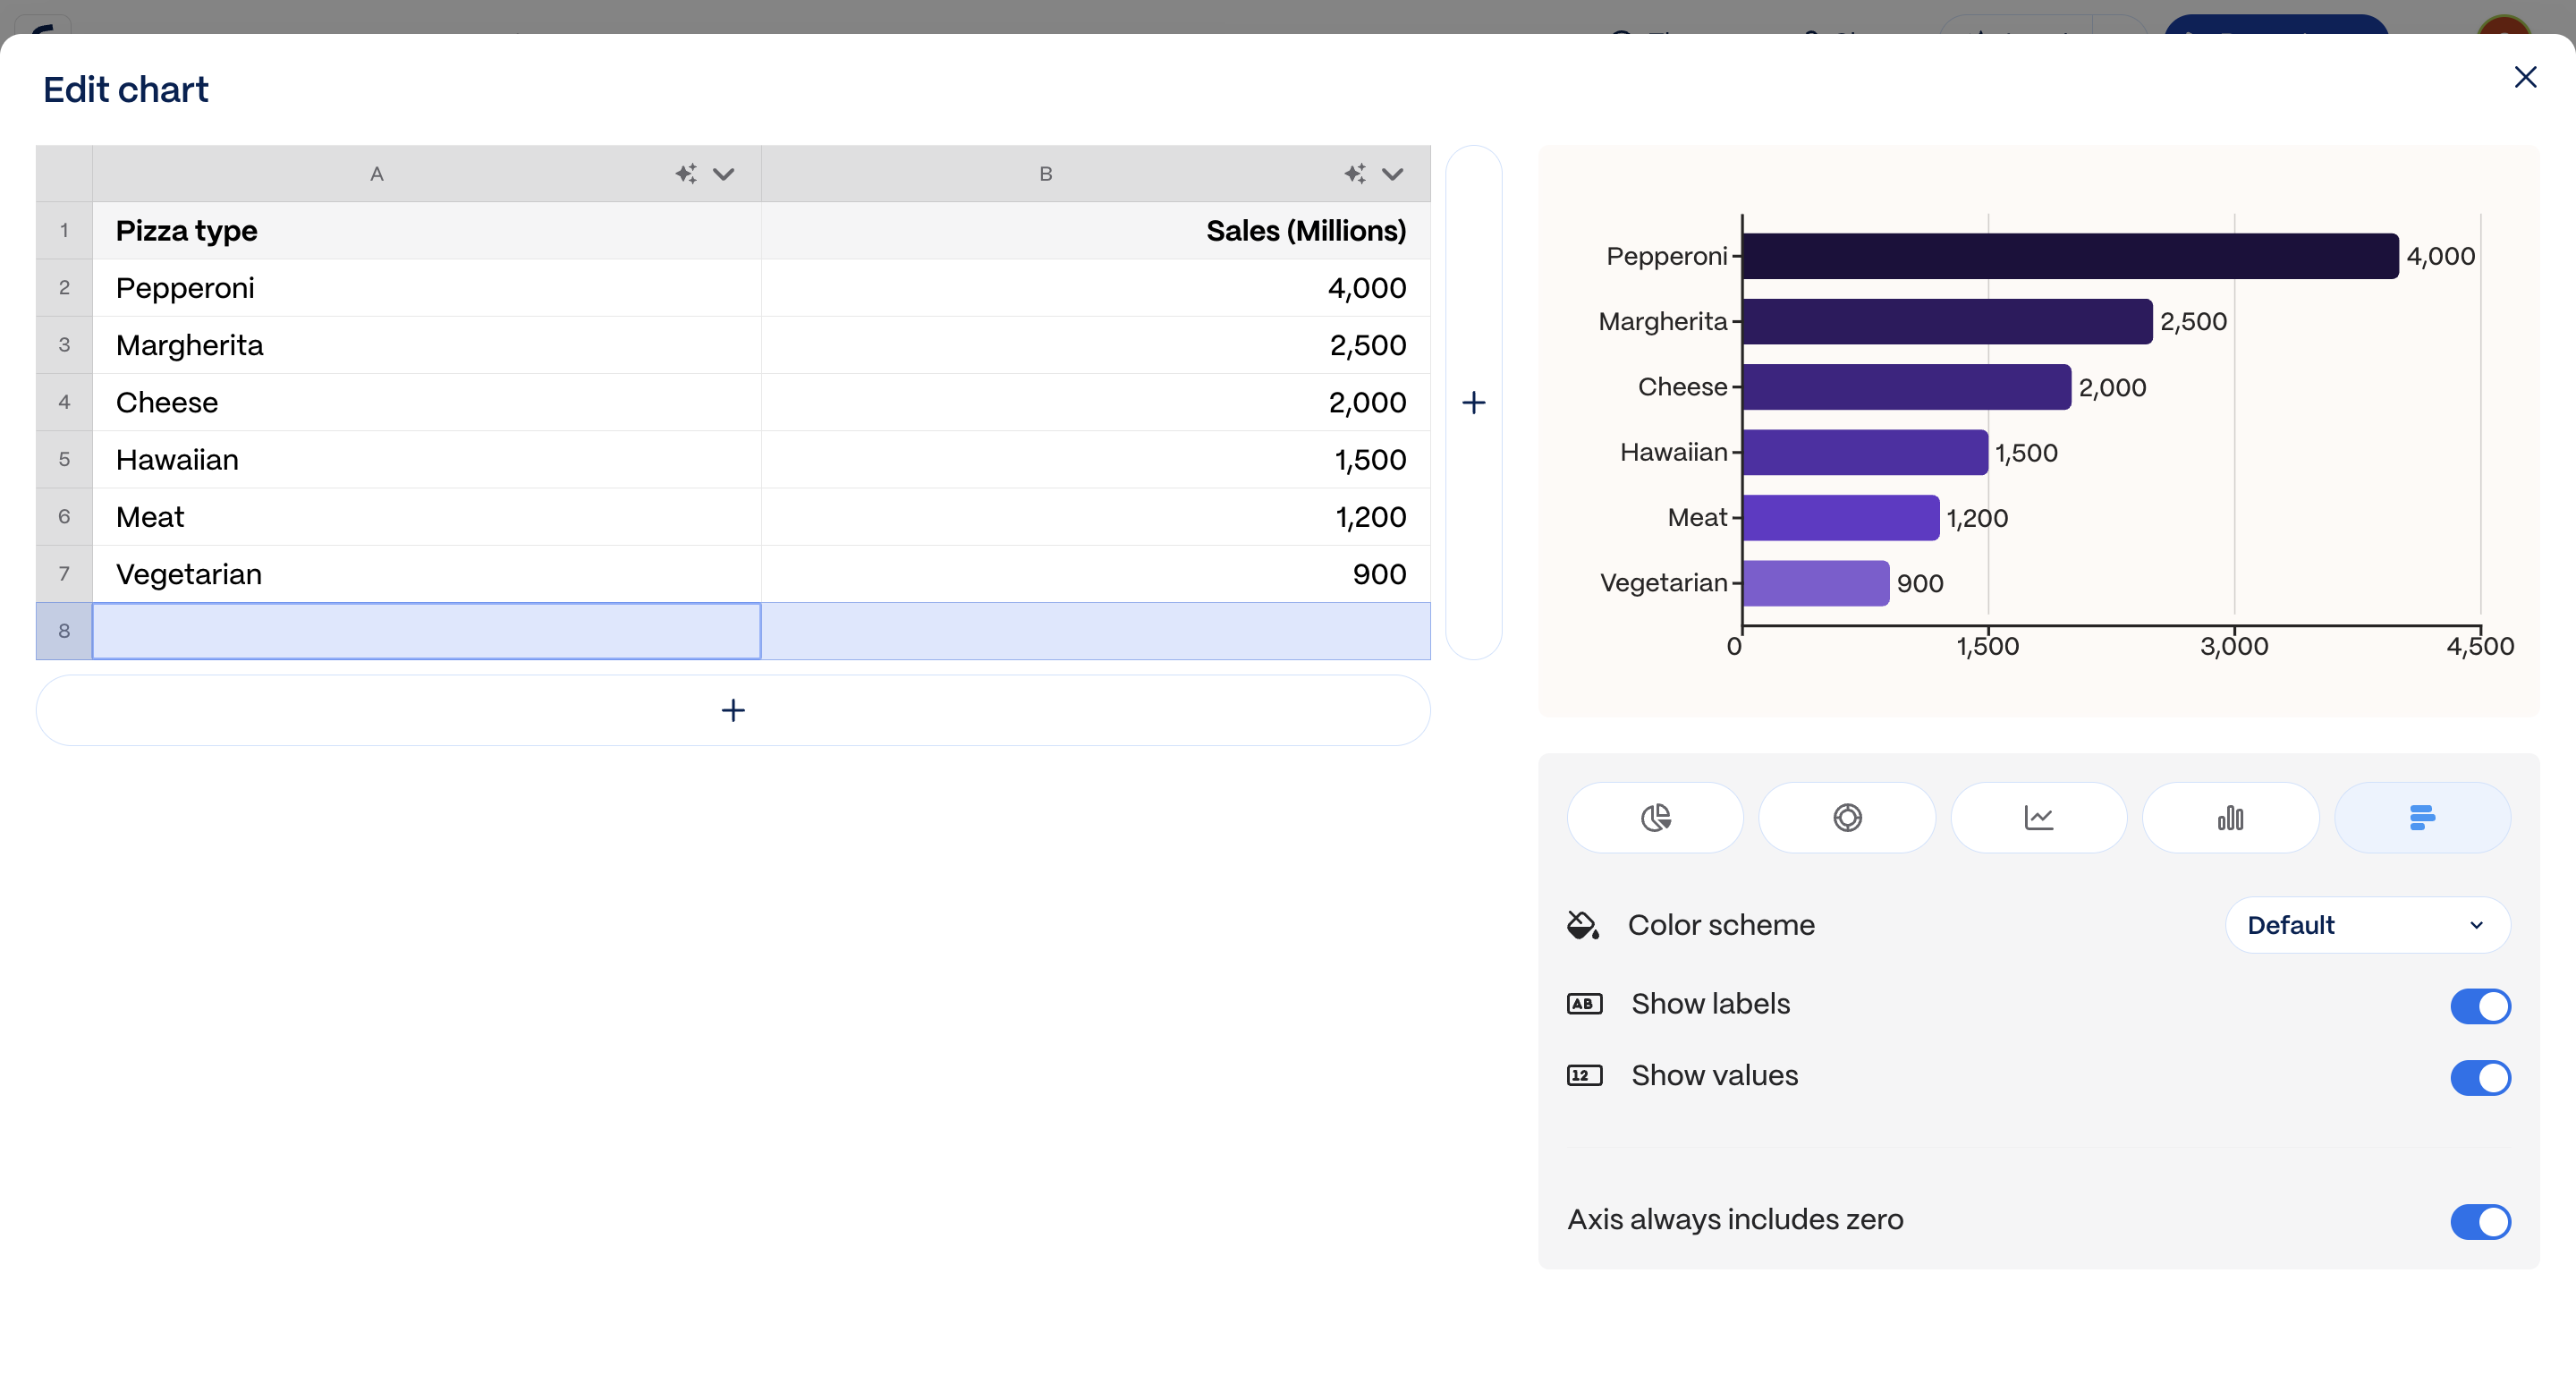 Edit chart
A B
1 Pizza type Sales (Millions)
2 Pepperoni 4,000
3 Margherita 2,500
4 Cheese 2,000
5 Hawaiian 1,500
6 Meat 1,200
7 Vegetarian 900
8
Pepperoni 4,000
Margherita 2,500
Cheese 2,000
Hawaiian 1,500
Meat 1,200
Vegetarian 900
0 1,500 3,000 4,500
Color scheme Default
AB Show labels
12 Show values
Axis always includes zero